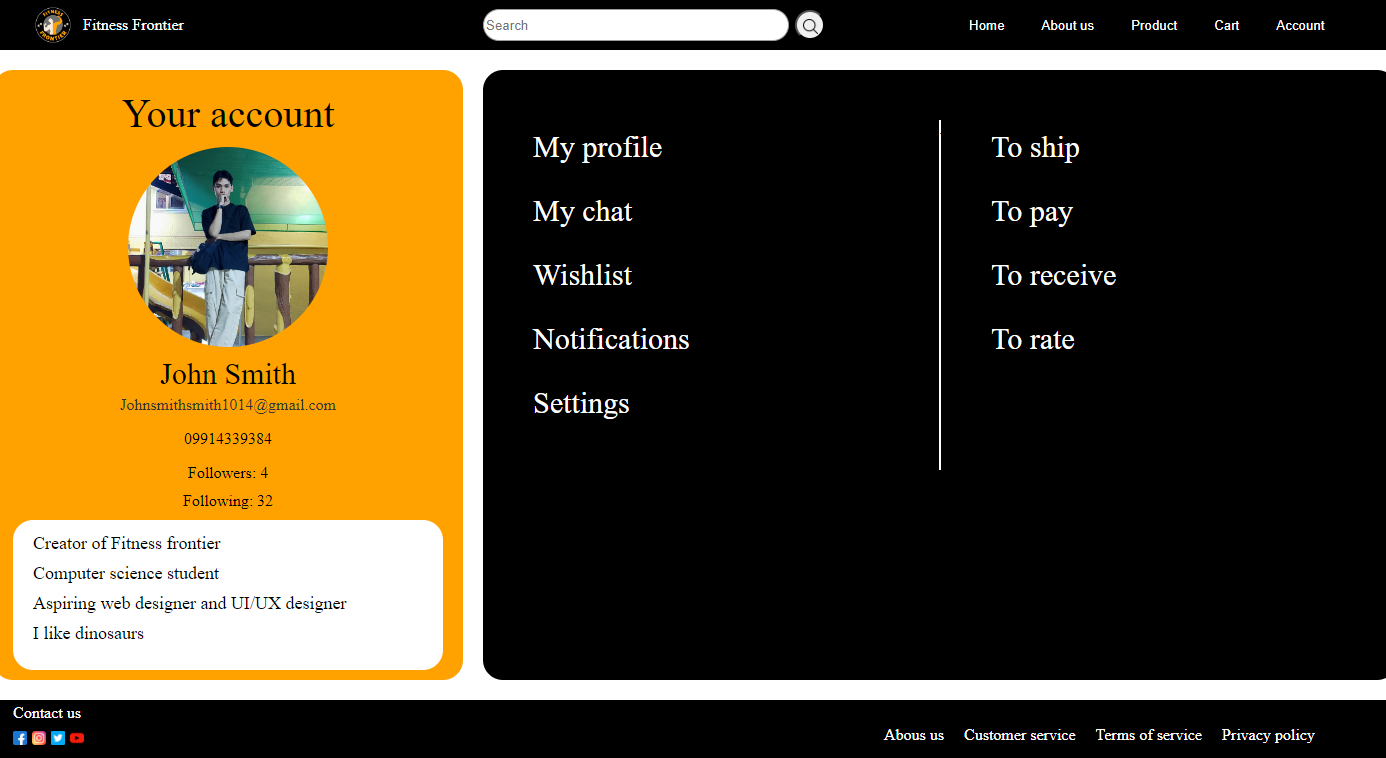 FITNESS
FRONTIER
Fitness Frontier
Search
Home
About us
Product
Cart
Account
Your account
John Smith
Johnsmithsmith1014@gmail.com
09914339384
Followers: 4
Following: 32
Creator of Fitness frontier
Computer science student
Aspiring web designer and UI/UX designer
I like dinosaurs
My profile
My chat
Wishlist
Notifications
Settings
To ship
To pay
To receive
To rate
Contact us
Abous us
Customer service
Terms of service
Privacy policy